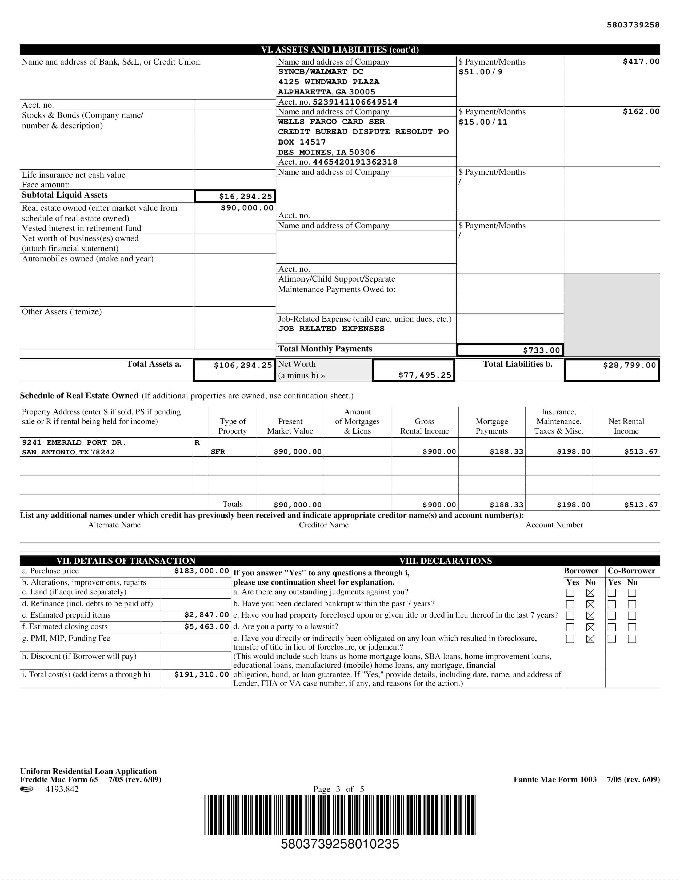 5803739258
VI. ASSETS AND LIABILITIES (cont'd)
Name and address of Bank, S&L, or Credit Union
Acct. no.
Stocks & Bonds (Company name/
number & description)
Life insurance net cash value
Face amount:
Subtotal Liquid Assets $16,294.25
Real estate owned (enter market value from $90,000.00
schedule of real estate owned)
Vested interest in retirement fund
Net worth of business(es) owned
(attach financial statement)
Automobiles owned (make and year)
Other Assets (itemize)
Total Assets a. $106,294.25
Name and address of Company $ Payment/Months $417.00
SYNCB/WALMART DC $51.00/9
4125 WINDWARD PLAZA
ALPHARETTA, GA 30005
Acct. no. 5239141106649514
Name and address of Company $ Payment/Months $162.00
WELLS FARGO CARD SER $15.00/11
CREDIT BUREAU DISPUTE RESOLUT PO
BOX 14517
DES MOINES, IA 50306
Acct. no. 4465420191362318
Name and address of Company $ Payment/Months
/
Acct. no.
Name and address of Company $ Payment/Months
/
Acct. no.
Alimony/Child Support/Separate
Maintenance Payments Owed to:
Job-Related Expense (child care, union dues, etc.)
JOB RELATED EXPENSES
Total Monthly Payments $733.00
Net Worth
(a minus b) » $77,495.25
Total Liabilities b. $28,799.00
Schedule of Real Estate Owned (If additional properties are owned, use confirmation sheet.)
Property Address (enter S if sold, PS if pending
sale or R if rental being held for income)
Type of
Property
Present
Market Value
Amount
of Mortgages
& Liens
Gross
Rental Income
Mortgage
Payments
Insurance,
Maintenance,
Taxes & Misc.
Net Rental
Income
9241 EMERALD PORT DR. R
SAN ANTONIO, TX 78242 SFR $90,000.00 $900.00 $188.33 $198.00 $513.67
Totals $90,000.00 $900.00 $188.33 $198.00 $513.67
List any additional names under which credit has previously been received and indicate appropriate creditor name(s) and account number(s):
Alternate Name Creditor Name Account Number
VII. DETAILS OF TRANSACTION
a. Purchase price $183,000.00
b. Alterations, improvements, repairs
c. Land (if acquired separately)
d. Refinance (incl. debts to be paid off)
e. Estimated prepaid items $2,847.00
f. Estimated closing costs $5,463.00
g. PMI, MIP, Funding Fee
h. Discount (if Borrower will pay)
i. Total cost(s) (add items a through h) $191,310.00
VIII. DECLARATIONS
If you answer "Yes" to any questions a through i, Borrower Co-Borrower
please use continuation sheet for explanation. Yes No Yes No
a. Are there any outstanding judgments against you?
b. Have you been declared bankrupt within the past 7 years?
c. Have you had property foreclosed upon or given title or deed in lieu thereof in the last 7 years?
d. Are you a party to a lawsuit?
e. Have you directly or indirectly been obligated on any loan which resulted in foreclosure,
transfer of title in lieu of foreclosure, or judgement?
(This would include such loans as home mortgage loans, SBA loans, home improvement loans,
educational loans, manufactured (mobile) home loans, any mortgage, financial
obligation, bond, or loan guarantee. If "Yes," provide details, including date, name, and address of
Lender, FHA or VA case number, if any, and reasons for the action.)
Uniform Residential Loan Application
Freddie Mac Form 65 7/05 (rev. 6/09) Fannie Mae Form 1003 7/05 (rev. 6/09)
4193.842 Page 3 of 5
5803739258010235